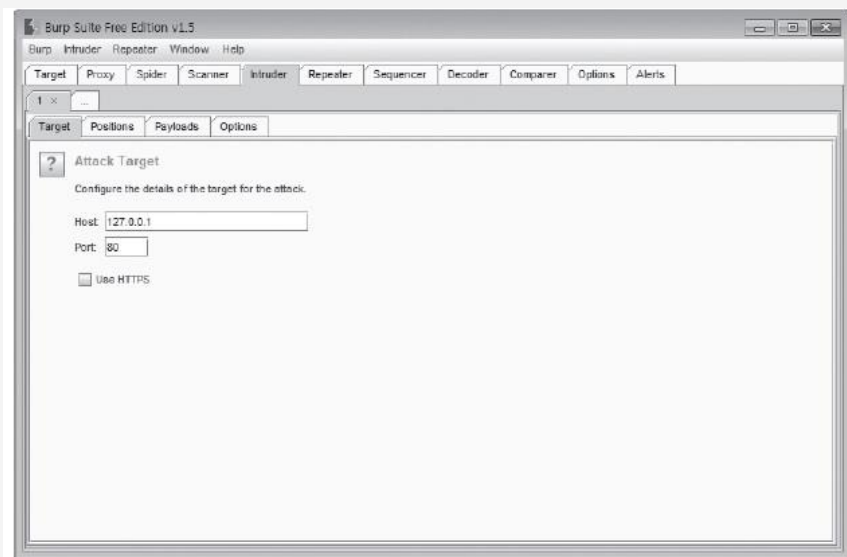 Burp Suite Free Edition v1.5
Burp Intruder Repeater Window Help
Target Proxy Spider Scanner Intruder Repeater Sequencer Decoder Comparer Options Alerts
1 × ...
Target Positions Payloads Options
? Attack Target
Configure the details of the target for the attack.
Host: 127.0.0.1
Port: 80
Use HTTPS